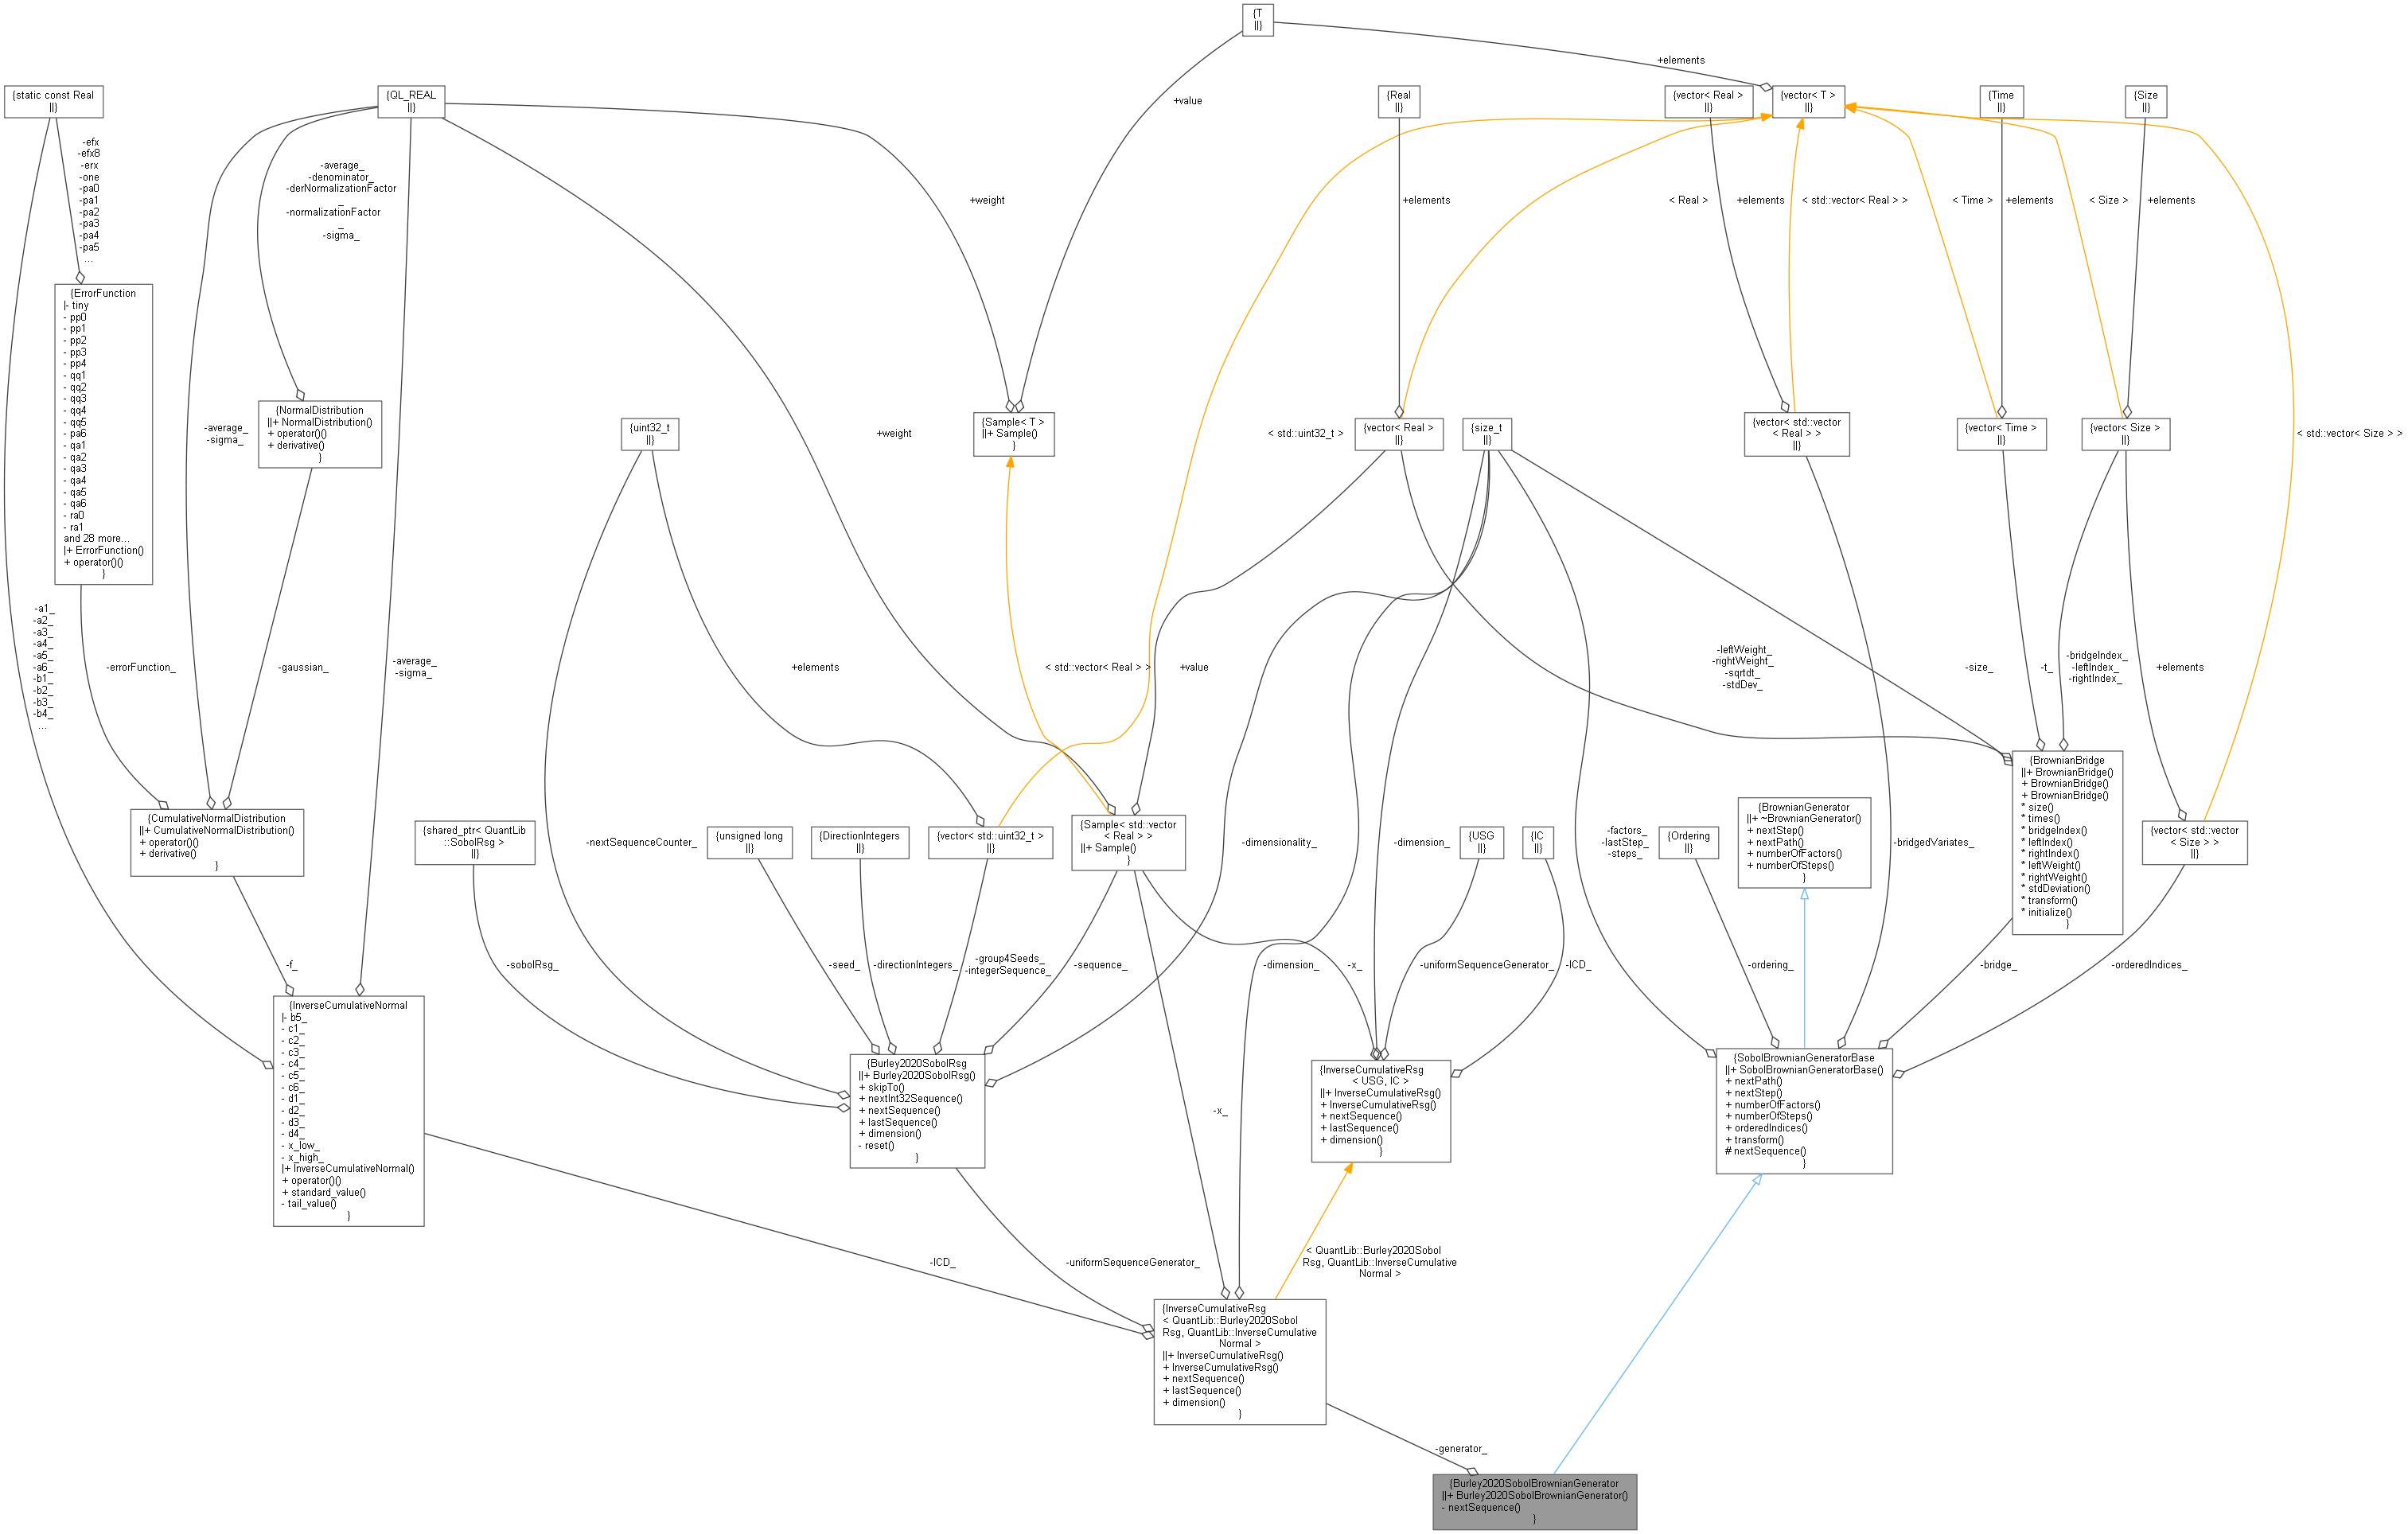 {T
||}
+elements
{static const Real
||}
{QL_REAL
||}
+value
{Real
||}
{vector< Real >
||}
{vector< T >
||}
{Time
||}
{Size
||}
-efx
-efx8
-erx
-one
-pa0
-pa1
-pa2
-pa3
-pa4
-pa5
...
-average_
-denominator_
-derNormalizationFactor
_
-normalizationFactor
_
-sigma_
+weight
+elements
< Real >
+elements
< std::vector< Real > >
< Time >
+elements
< Size >
+elements
{ErrorFunction
|- tiny
- pp0
- pp1
- pp2
- pp3
- pp4
- qq1
- qq2
- qq3
- qq4
- qq5
- pa6
- qa1
- qa2
- qa3
- qa4
- qa5
- qa6
- ra0
- ra1
and 28 more...
|+ ErrorFunction()
+ operator()()
}
-average_
-sigma_
{NormalDistribution
||+ NormalDistribution()
+ operator()()
+ derivative()
}
{uint32_t
||}
+weight
{Sample< T >
||+ Sample()
}
< std::uint32_t >
{vector< Real >
||}
{size_t
||}
{vector< std::vector
< Real > >
||}
{vector< Time >
||}
{vector< Size >
||}
< std::vector< Size > >
-a1_
-a2_
-a3_
-a4_
-a5_
-a6_
-b1_
-b2_
-b3_
-b4_
...
-errorFunction_
-gaussian_
-average_
-sigma_
+elements
< std::vector< Real > >
+value
-leftWeight_
-rightWeight_
-sqrtdt_
-stdDev_
-size_
-t_
-bridgeIndex_
-leftIndex_
-rightIndex_
+elements
{CumulativeNormalDistribution
||+ CumulativeNormalDistribution()
+ operator()()
+ derivative()
}
{shared_ptr< QuantLib
::SobolRsg >
||}
-nextSequenceCounter_
{unsigned long
||}
{DirectionIntegers
||}
{vector< std::uint32_t >
||}
{Sample< std::vector
< Real > >
||+ Sample()
}
-dimensionality_
-dimension_
{USG
||}
{IC
||}
-factors_
-lastStep_
-steps_
{Ordering
||}
{BrownianGenerator
||+ ~BrownianGenerator()
+ nextStep()
+ nextPath()
+ numberOfFactors()
+ numberOfSteps()
}
-bridgedVariates_
{BrownianBridge
||+ BrownianBridge()
+ BrownianBridge()
+ BrownianBridge()
* size()
* times()
* bridgeIndex()
* leftIndex()
* rightIndex()
* leftWeight()
* rightWeight()
* stdDeviation()
* transform()
* initialize()
}
{vector< std::vector
< Size > >
||}
-f_
-sobolRsg_
-seed_
-directionIntegers_
-group4Seeds_
-integerSequence_
-sequence_
-dimension_
-x_
-uniformSequenceGenerator_
-ICD_
-ordering_
-bridge_
-orderedIndices_
{InverseCumulativeNormal
|- b5_
- c1_
- c2_
- c3_
- c4_
- c5_
- c6_
- d1_
- d2_
- d3_
- d4_
- x_low_
- x_high_
|+ InverseCumulativeNormal()
+ operator()()
+ standard_value()
- tail_value()
}
{Burley2020SobolRsg
||+ Burley2020SobolRsg()
+ skipTo()
+ nextInt32Sequence()
+ nextSequence()
+ lastSequence()
+ dimension()
- reset()
}
-x_
{InverseCumulativeRsg
< USG, IC >
||+ InverseCumulativeRsg()
+ InverseCumulativeRsg()
+ nextSequence()
+ lastSequence()
+ dimension()
}
{SobolBrownianGeneratorBase
||+ SobolBrownianGeneratorBase()
+ nextPath()
+ nextStep()
+ numberOfFactors()
+ numberOfSteps()
+ orderedIndices()
+ transform()
# nextSequence()
}
-ICD_
-uniformSequenceGenerator_
< QuantLib::Burley2020Sobol
Rsg, QuantLib::InverseCumulative
Normal >
{InverseCumulativeRsg
< QuantLib::Burley2020Sobol
Rsg, QuantLib::InverseCumulative
Normal >
||+ InverseCumulativeRsg()
+ InverseCumulativeRsg()
+ nextSequence()
+ lastSequence()
+ dimension()
}
-generator_
{Burley2020SobolBrownianGenerator
||+ Burley2020SobolBrownianGenerator()
- nextSequence()
}